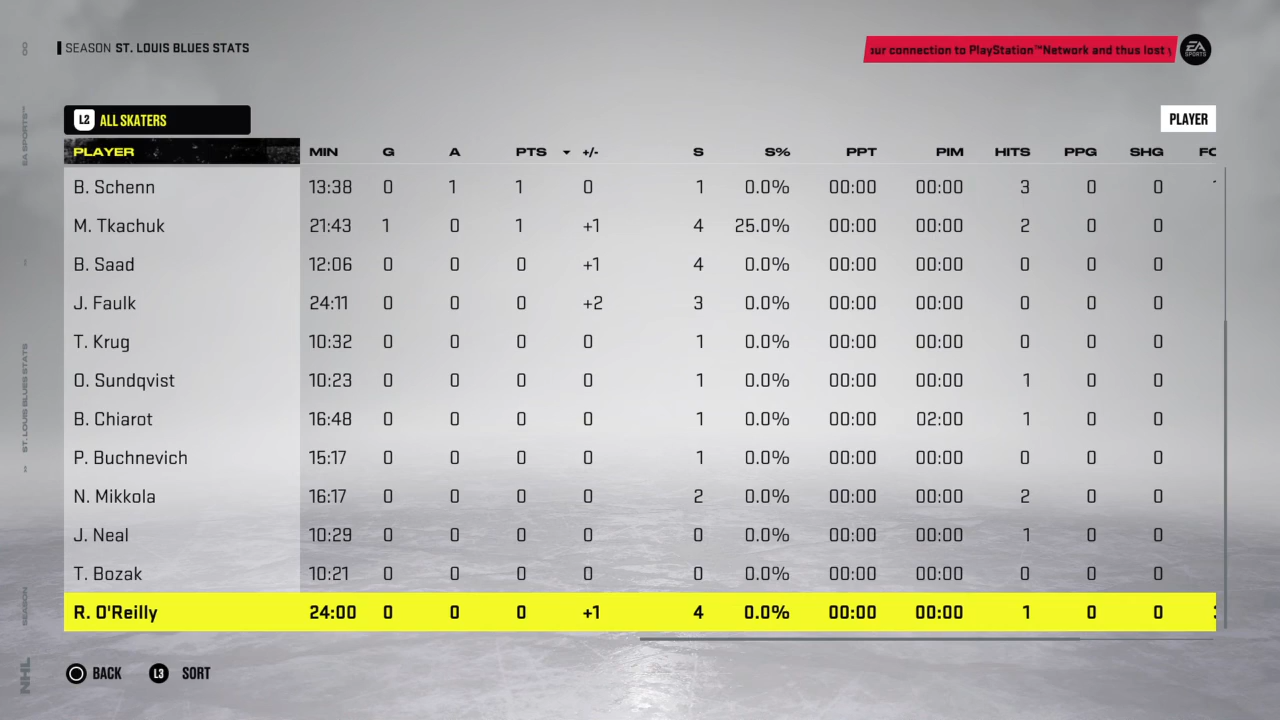 SEASON ST. LOUIS BLUES STATS
our connection to PlayStation™Network and thus lost
EA SPORTS
L2 ALL SKATERS
PLAYER
PLAYER MIN G A PTS +/- S S% PPT PIM HITS PPG SHG
B. Schenn 13:38 0 1 1 0 1 0.0% 00:00 00:00 3 0 0
M. Tkachuk 21:43 1 0 1 +1 4 25.0% 00:00 00:00 2 0 0
B. Saad 12:06 0 0 0 +1 4 0.0% 00:00 00:00 0 0 0
J. Faulk 24:11 0 0 0 +2 3 0.0% 00:00 00:00 0 0 0
T. Krug 10:32 0 0 0 0 1 0.0% 00:00 00:00 0 0 0
O. Sundqvist 10:23 0 0 0 0 1 0.0% 00:00 00:00 1 0 0
B. Chiarot 16:48 0 0 0 0 1 0.0% 00:00 02:00 1 0 0
P. Buchnevich 15:17 0 0 0 0 1 0.0% 00:00 00:00 0 0 0
N. Mikkola 16:17 0 0 0 0 2 0.0% 00:00 00:00 2 0 0
J. Neal 10:29 0 0 0 0 0 0.0% 00:00 00:00 1 0 0
T. Bozak 10:21 0 0 0 0 0 0.0% 00:00 00:00 0 0 0
R. O'Reilly 24:00 0 0 0 +1 4 0.0% 00:00 00:00 1 0 0
BACK L3 SORT
EA SPORTS™
ST. LOUIS BLUES STATS
SEASON
NHL